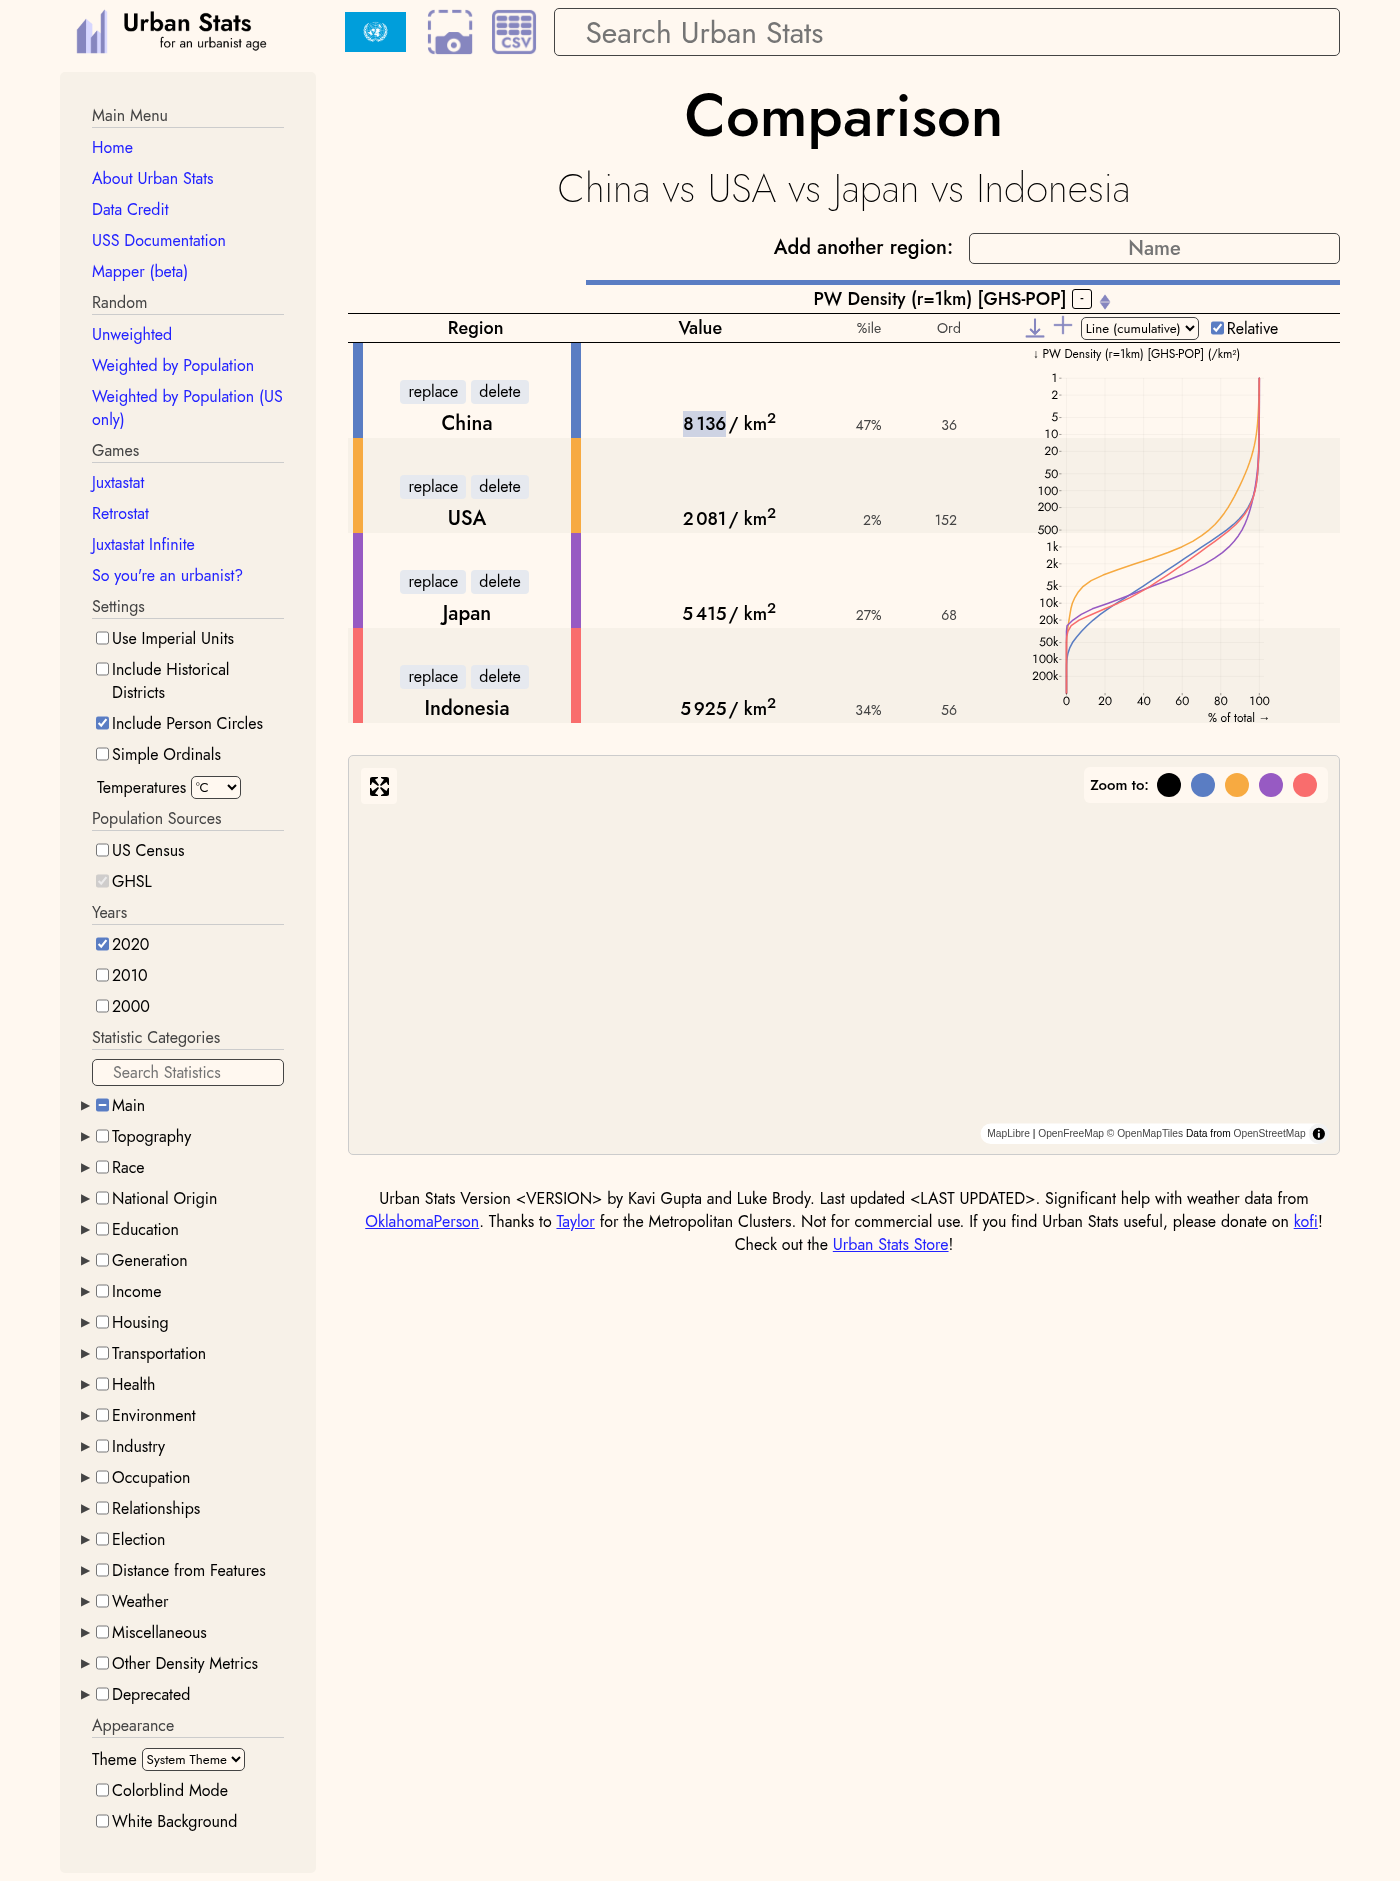 Urban Stats
for an urbanist age
CSV
Search Urban Stats
Main Menu
Home
About Urban Stats
Data Credit
USS Documentation
Mapper (beta)
Random
Unweighted
Weighted by Population
Weighted by Population (US
only)
Games
Juxtastat
Retrostat
Juxtastat Infinite
So you're an urbanist?
Settings
Use Imperial Units
Include Historical
Districts
Include Person Circles
Simple Ordinals
Temperatures °C
Population Sources
US Census
GHSL
Years
2020
2010
2000
Statistic Categories
Search Statistics
Main
Topography
Race
National Origin
Education
Generation
Income
Housing
Transportation
Health
Environment
Industry
Occupation
Relationships
Election
Distance from Features
Weather
Miscellaneous
Other Density Metrics
Deprecated
Appearance
Theme System Theme
Colorblind Mode
White Background
Comparison
China vs USA vs Japan vs Indonesia
Add another region: Name
PW Density (r=1km) [GHS-POP] -
Region Value %ile Ord Line (cumulative) Relative
replace delete
China 8 136 / km² 47% 36
replace delete
USA 2 081 / km² 2% 152
replace delete
Japan 5 415 / km² 27% 68
replace delete
Indonesia 5 925 / km² 34% 56
↓ PW Density (r=1km) [GHS-POP] (/km²)
1
2
5
10
20
50
100
200
500
1k
2k
5k
10k
20k
50k
100k
200k
0 20 40 60 80 100
% of total →
Zoom to:
MapLibre | OpenFreeMap © OpenMapTiles Data from OpenStreetMap
Urban Stats Version <VERSION> by Kavi Gupta and Luke Brody. Last updated <LAST UPDATED>. Significant help with weather data from
OklahomaPerson. Thanks to Taylor for the Metropolitan Clusters. Not for commercial use. If you find Urban Stats useful, please donate on kofi!
Check out the Urban Stats Store!